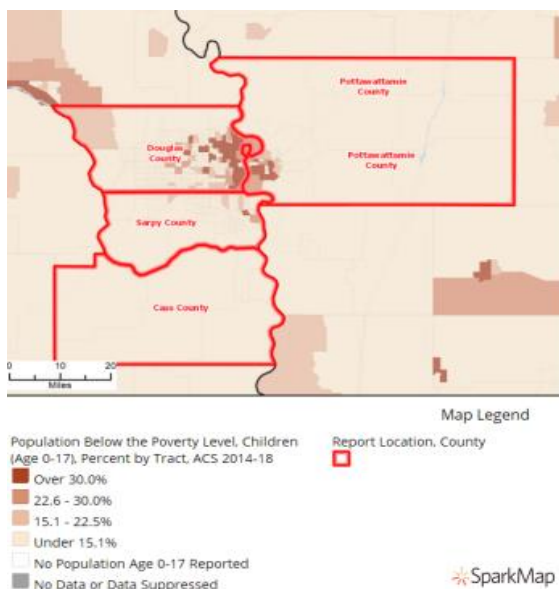 Pottawattamie
County
Douglas
County
Pottawattamie
County
Sarpy County
Cass County
0 10 20
Miles
Map Legend
Population Below the Poverty Level, Children
(Age 0-17), Percent by Tract, ACS 2014-18
Over 30.0%
22.6 - 30.0%
15.1 - 22.5%
Under 15.1%
No Population Age 0-17 Reported
No Data or Data Suppressed
Report Location, County
SparkMap